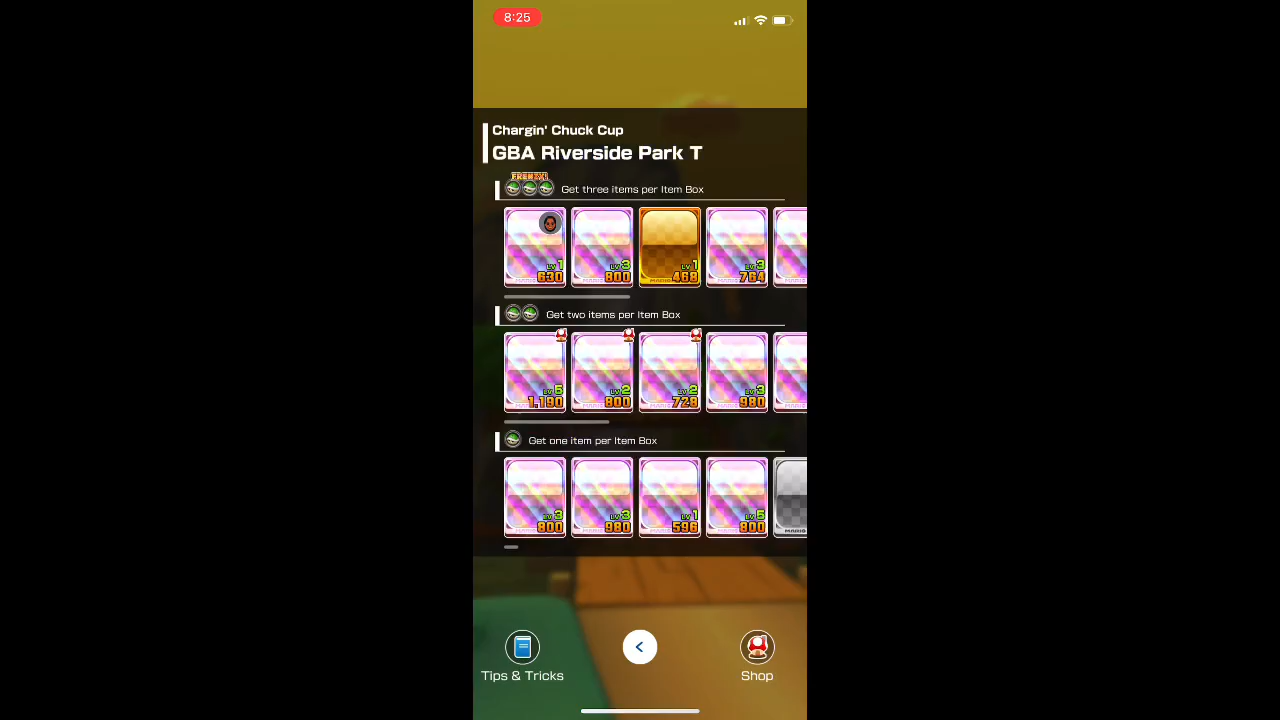 8:25
Chargin' Chuck Cup
GBA Riverside Park T
FRENZY!
Get three items per Item Box
LV 1 630
LV 3 800
LV 1 468
LV 3 764
Get two items per Item Box
LV 5 1,190
LV 2 800
LV 2 728
LV 3 980
Get one item per Item Box
LV 3 800
LV 3 980
LV 1 596
LV 5 800
MARIO
Tips & Tricks
<
Shop